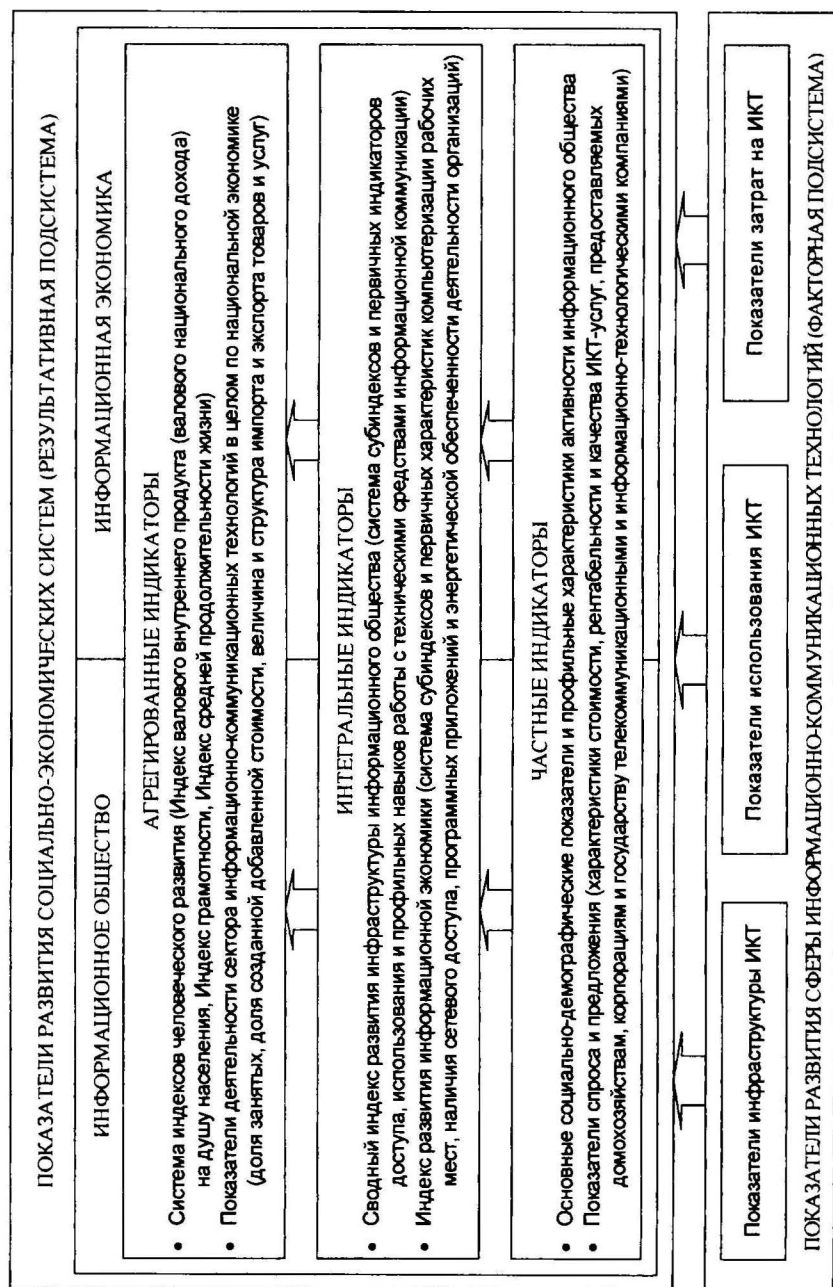 ПОКАЗАТЕЛИ РАЗВИТИЯ СОЦИАЛЬНО-ЭКОНОМИЧЕСКИХ СИСТЕМ (РЕЗУЛЬТАТИВНАЯ ПОДСИСТЕМА)
ИНФОРМАЦИОННОЕ ОБЩЕСТВО
ИНФОРМАЦИОННАЯ ЭКОНОМИКА
АГРЕГИРОВАННЫЕ ИНДИКАТОРЫ
• Система индексов человеческого развития (Индекс валового внутреннего продукта (валового национального дохода)
на душу населения, Индекс грамотности, Индекс средней продолжительности жизни)
• Показатели деятельности сектора информационно-коммуникационных технологий в целом по национальной экономике
(доля занятых, доля созданной добавленной стоимости, величина и структура импорта и экспорта товаров и услуг)
ИНТЕГРАЛЬНЫЕ ИНДИКАТОРЫ
• Сводный индекс развития инфраструктуры информационного общества (система субиндексов и первичных индикаторов
доступа, использования и профильных навыков работы с техническими средствами информационной коммуникации)
• Индекс развития информационной экономики (система субиндексов и первичных характеристик компьютеризации рабочих
мест, наличия сетевого доступа, программных приложений и энергетической обеспеченности деятельности организаций)
ЧАСТНЫЕ ИНДИКАТОРЫ
• Основные социально-демографические показатели и профильные характеристики активности информационного общества
• Показатели спроса и предложения (характеристики стоимости, рентабельности и качества ИКТ-услуг, предоставляемых
домохозяйствам, корпорациям и государству телекоммуникационными и информационно-технологическими компаниями)
Показатели инфраструктуры ИКТ
Показатели использования ИКТ
Показатели затрат на ИКТ
ПОКАЗАТЕЛИ РАЗВИТИЯ СФЕРЫ ИНФОРМАЦИОННО-КОММУНИКАЦИОННЫХ ТЕХНОЛОГИЙ (ФАКТОРНАЯ ПОДСИСТЕМА)